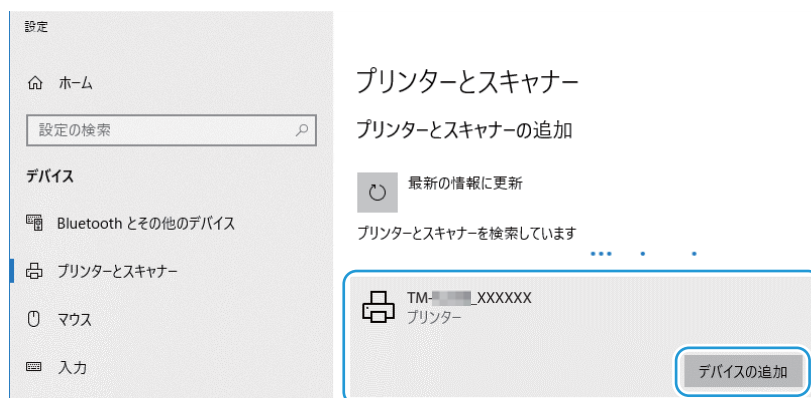 設定
ホーム
設定の検索
デバイス
Bluetooth とその他のデバイス
プリンターとスキャナー
マウス
入力
プリンターとスキャナー
プリンターとスキャナーの追加
最新の情報に更新
プリンターとスキャナーを検索しています
TM- _XXXXXX
プリンター
デバイスの追加